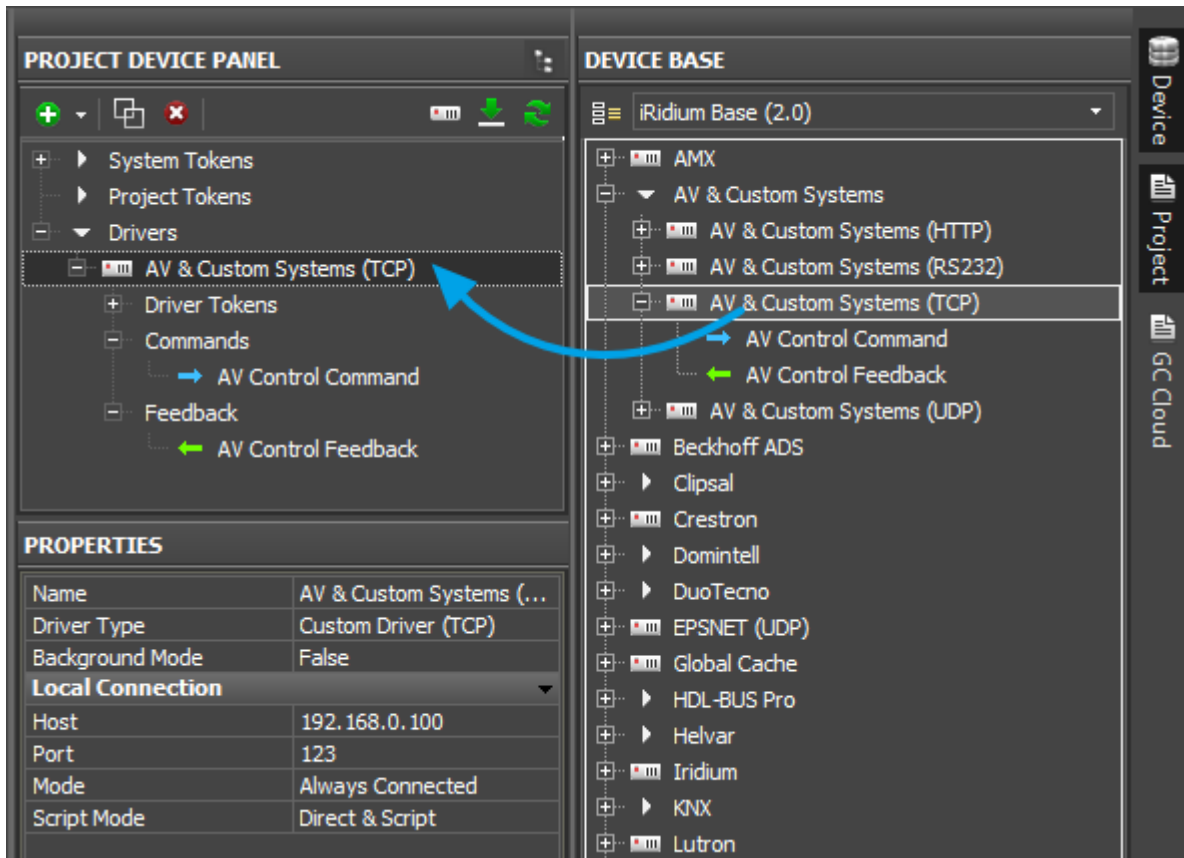 PROJECT DEVICE PANEL
System Tokens
Project Tokens
Drivers
AV & Custom Systems (TCP)
Driver Tokens
Commands
AV Control Command
Feedback
AV Control Feedback
PROPERTIES
Name AV & Custom Systems (...
Driver Type Custom Driver (TCP)
Background Mode False
Local Connection
Host 192.168.0.100
Port 123
Mode Always Connected
Script Mode Direct & Script
DEVICE BASE
iRidium Base (2.0)
AMX
AV & Custom Systems
AV & Custom Systems (HTTP)
AV & Custom Systems (RS232)
AV & Custom Systems (TCP)
AV Control Command
AV Control Feedback
AV & Custom Systems (UDP)
Beckhoff ADS
Clipsal
Crestron
Domintell
DuoTecno
EPSNET (UDP)
Global Cache
HDL-BUS Pro
Helvar
Iridium
KNX
Lutron
Device
Project
GC Cloud